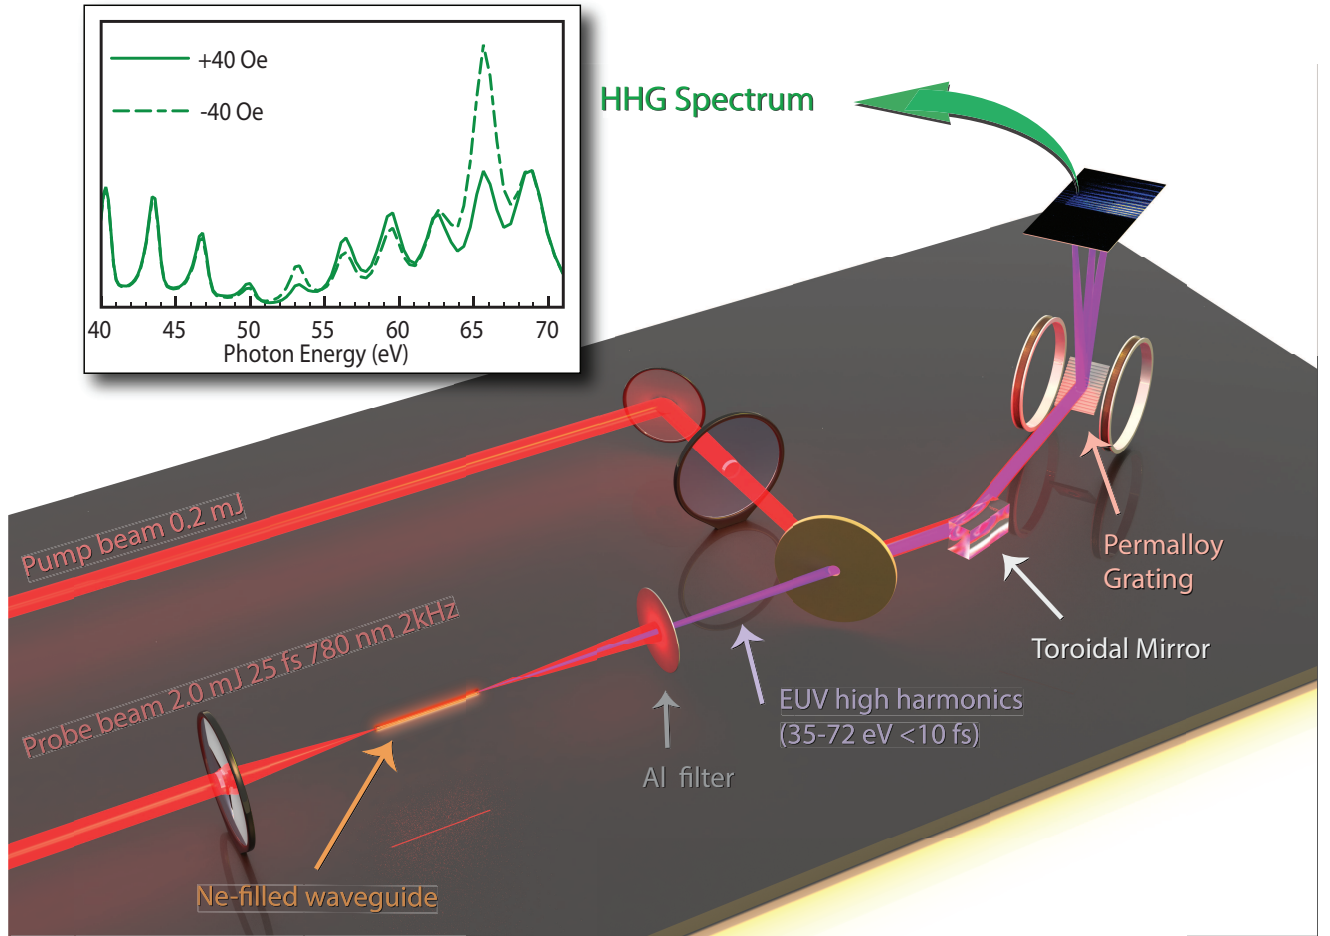 +40 Oe
-40 Oe
40 45 50 55 60 65 70
Photon Energy (eV)
HHG Spectrum
Pump beam 0.2 mJ
Probe beam 2.0 mJ 25 fs 780 nm 2kHz
Permalloy
Grating
Toroidal Mirror
EUV high harmonics
(35-72 eV <10 fs)
Al filter
Ne-filled waveguide